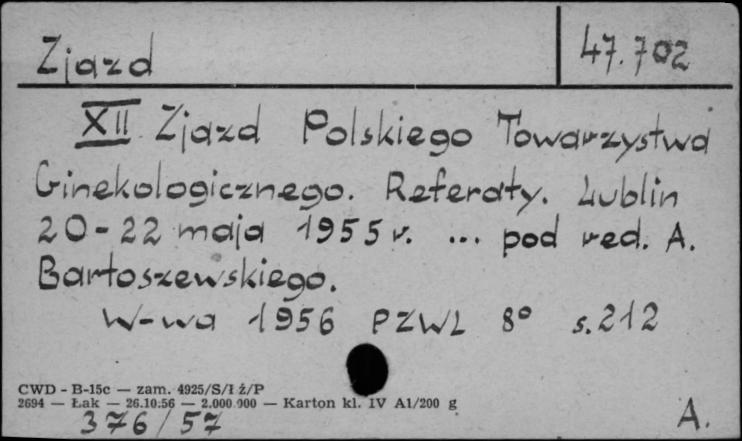 Zjazd
47.702
XII Zjazd Polskiego Towarzystwa
Ginekologicznego. Referaty. Lublin
20-22 maja 1955 r. ... pod red. A.
Bartoszewskiego.
W-wa 1956 PZWL 8° s.212
CWD - B-15c — zam. 4925/S/I ż/P
2694 — Łak — 26.10.56 — 2.000.000 — Karton kl. IV A1/200 g
376/57
A.